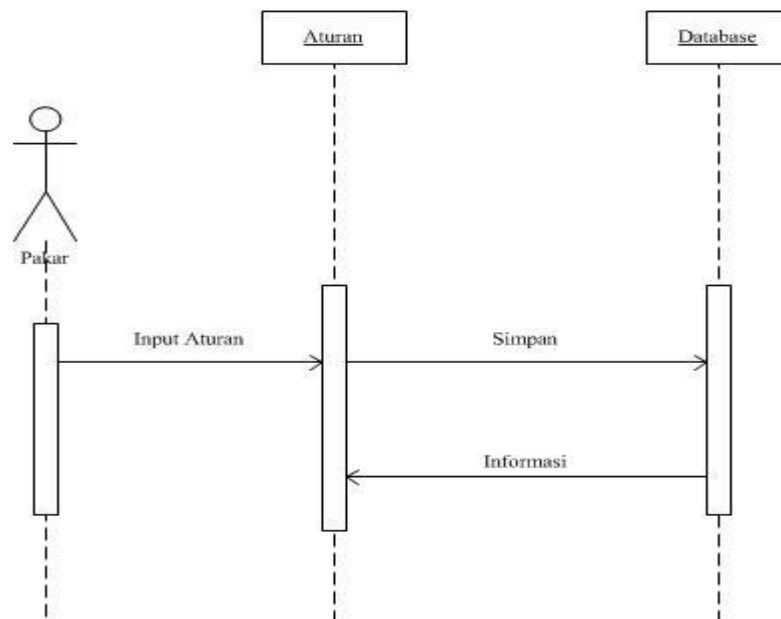 Aturan
Database
Pakar
Input Aturan
Simpan
Informasi